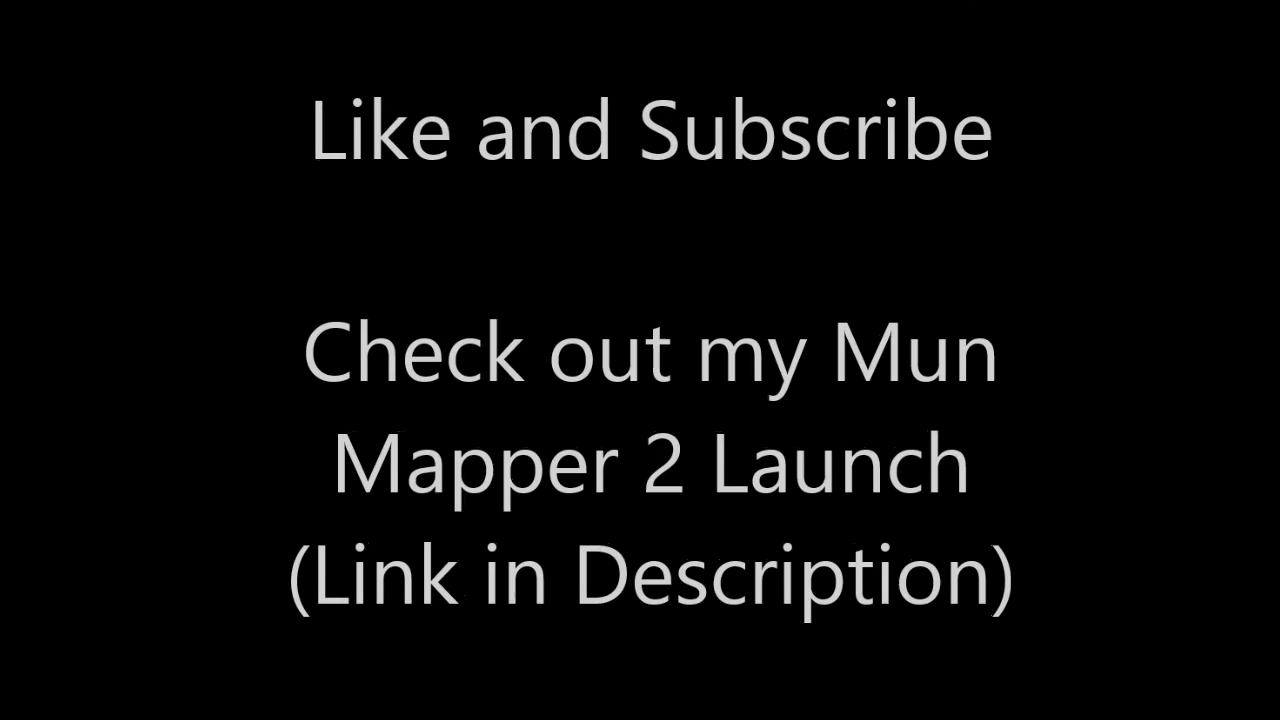 Like and Subscribe
Check out my Mun
Mapper 2 Launch
(Link in Description)